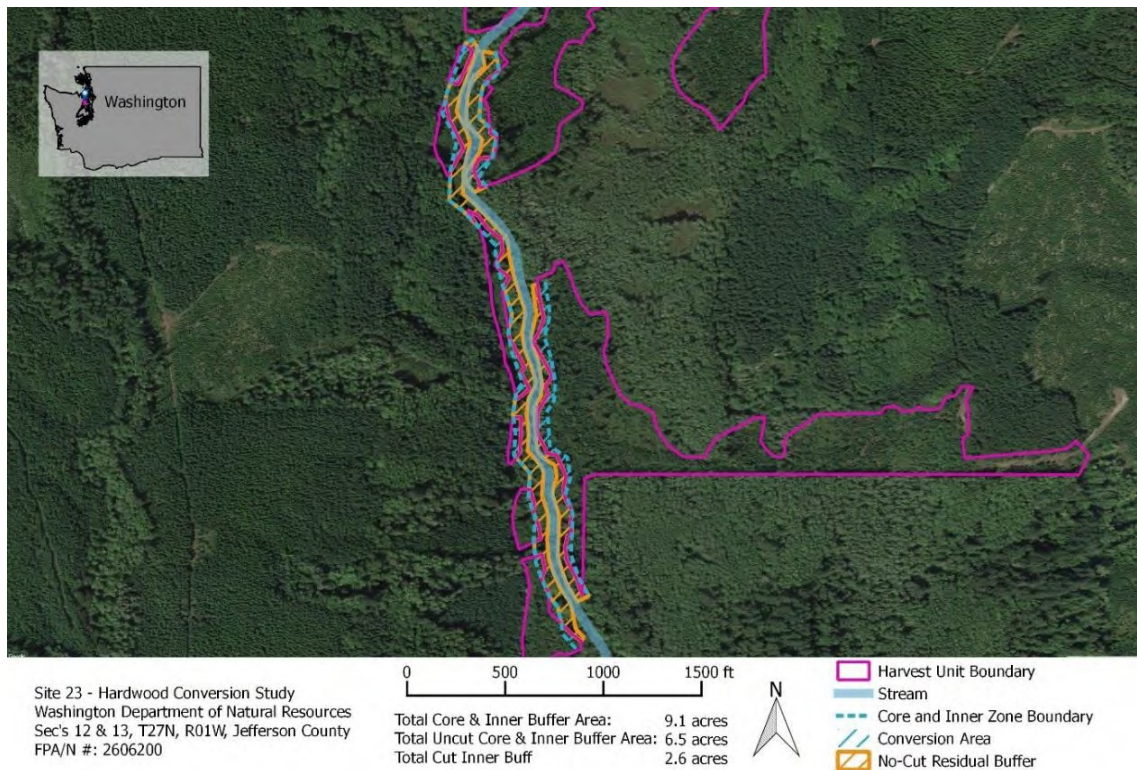 Washington
Site 23 - Hardwood Conversion Study
Washington Department of Natural Resources
Sec's 12 & 13, T27N, R01W, Jefferson County
FPA/N #: 2606200
0 500 1000 1500 ft
Total Core & Inner Buffer Area: 9.1 acres
Total Uncut Core & Inner Buffer Area: 6.5 acres
Total Cut Inner Buff 2.6 acres
N
Harvest Unit Boundary
Stream
Core and Inner Zone Boundary
Conversion Area
No-Cut Residual Buffer